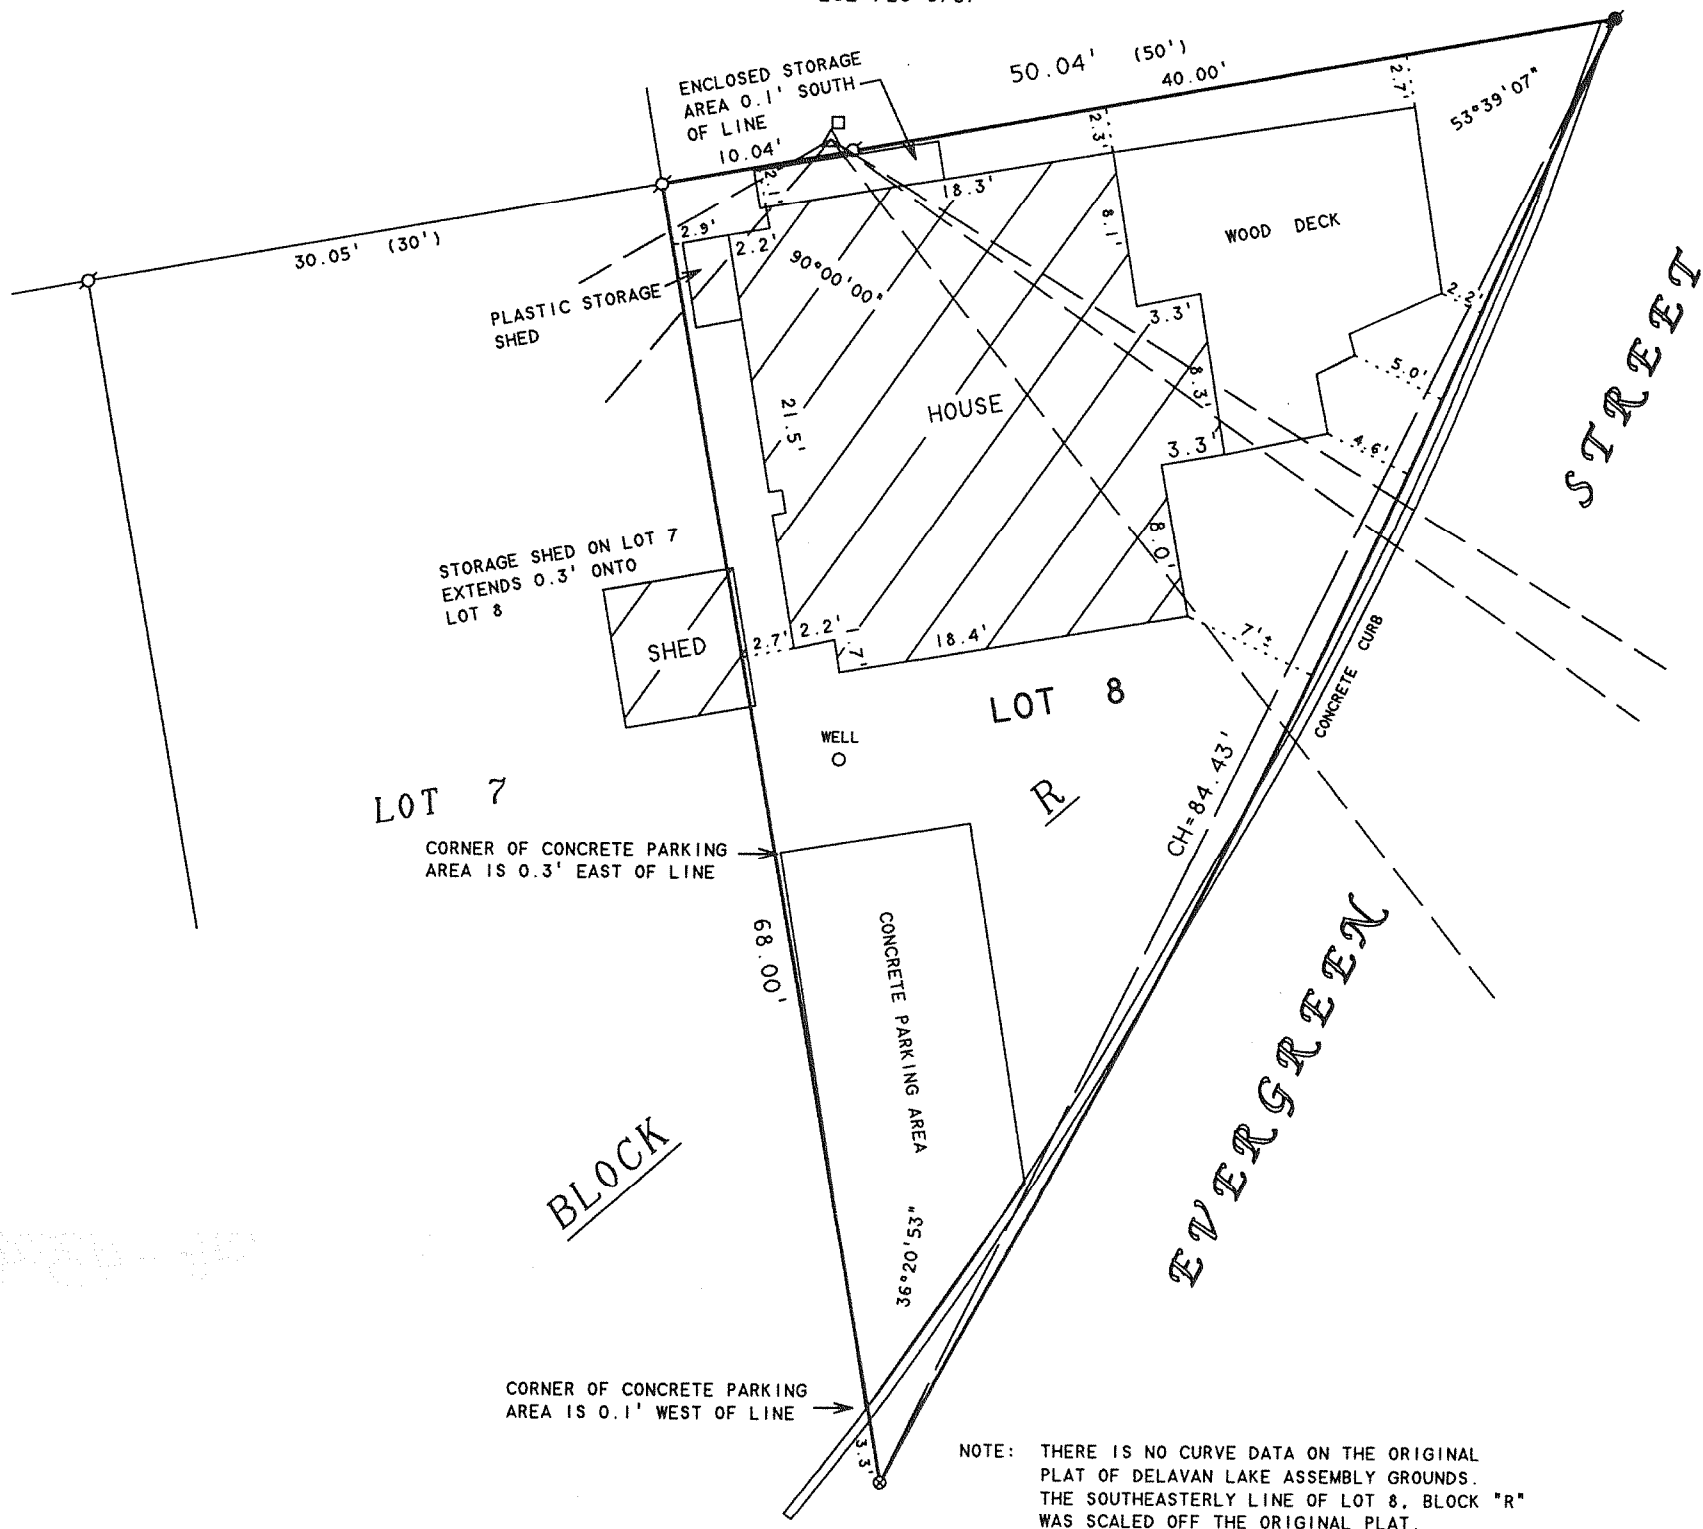 50.04' (50')
40.00'
ENCLOSED STORAGE
AREA 0.1' SOUTH
OF LINE
10.04'
2.7'
53°39'07"
2.3'
2.1'
18.3'
2.9'
2.2'
30.05' (30')
90°00'00"
8.1'
WOOD DECK
PLASTIC STORAGE
SHED
3.3'
2.2'
STREET
5.0'
8.3'
HOUSE
21.5'
3.3'
4.6'
8.0'
STORAGE SHED ON LOT 7
EXTENDS 0.3' ONTO
LOT 8
SHED
2.7'
2.2'
18.4'
7'±
CONCRETE CURB
LOT 8
WELL
R
CH=84.43'
LOT 7
CORNER OF CONCRETE PARKING
AREA IS 0.3' EAST OF LINE
68.00'
CONCRETE PARKING AREA
EVERGREEN
BLOCK
36°20'53"
CORNER OF CONCRETE PARKING
AREA IS 0.1' WEST OF LINE
3.3'
NOTE: THERE IS NO CURVE DATA ON THE ORIGINAL
PLAT OF DELAVAN LAKE ASSEMBLY GROUNDS.
THE SOUTHEASTERLY LINE OF LOT 8, BLOCK "R"
WAS SCALED OFF THE ORIGINAL PLAT.